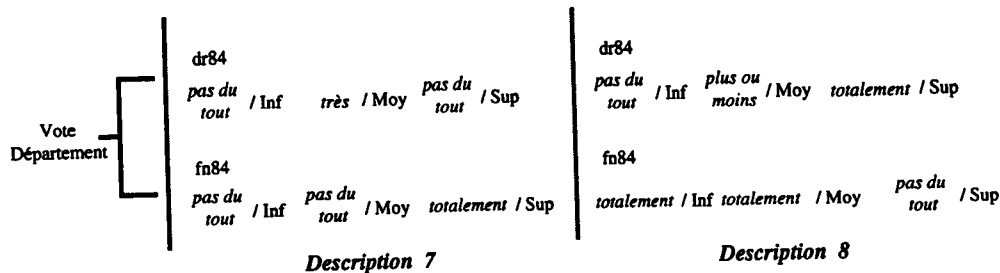 Vote
Département
dr84
pas du tout / Inf très / Moy pas du tout / Sup
fn84
pas du tout / Inf pas du tout / Moy totalement / Sup
Description 7
dr84
pas du tout / Inf plus ou moins / Moy totalement / Sup
fn84
totalement / Inf totalement / Moy pas du tout / Sup
Description 8